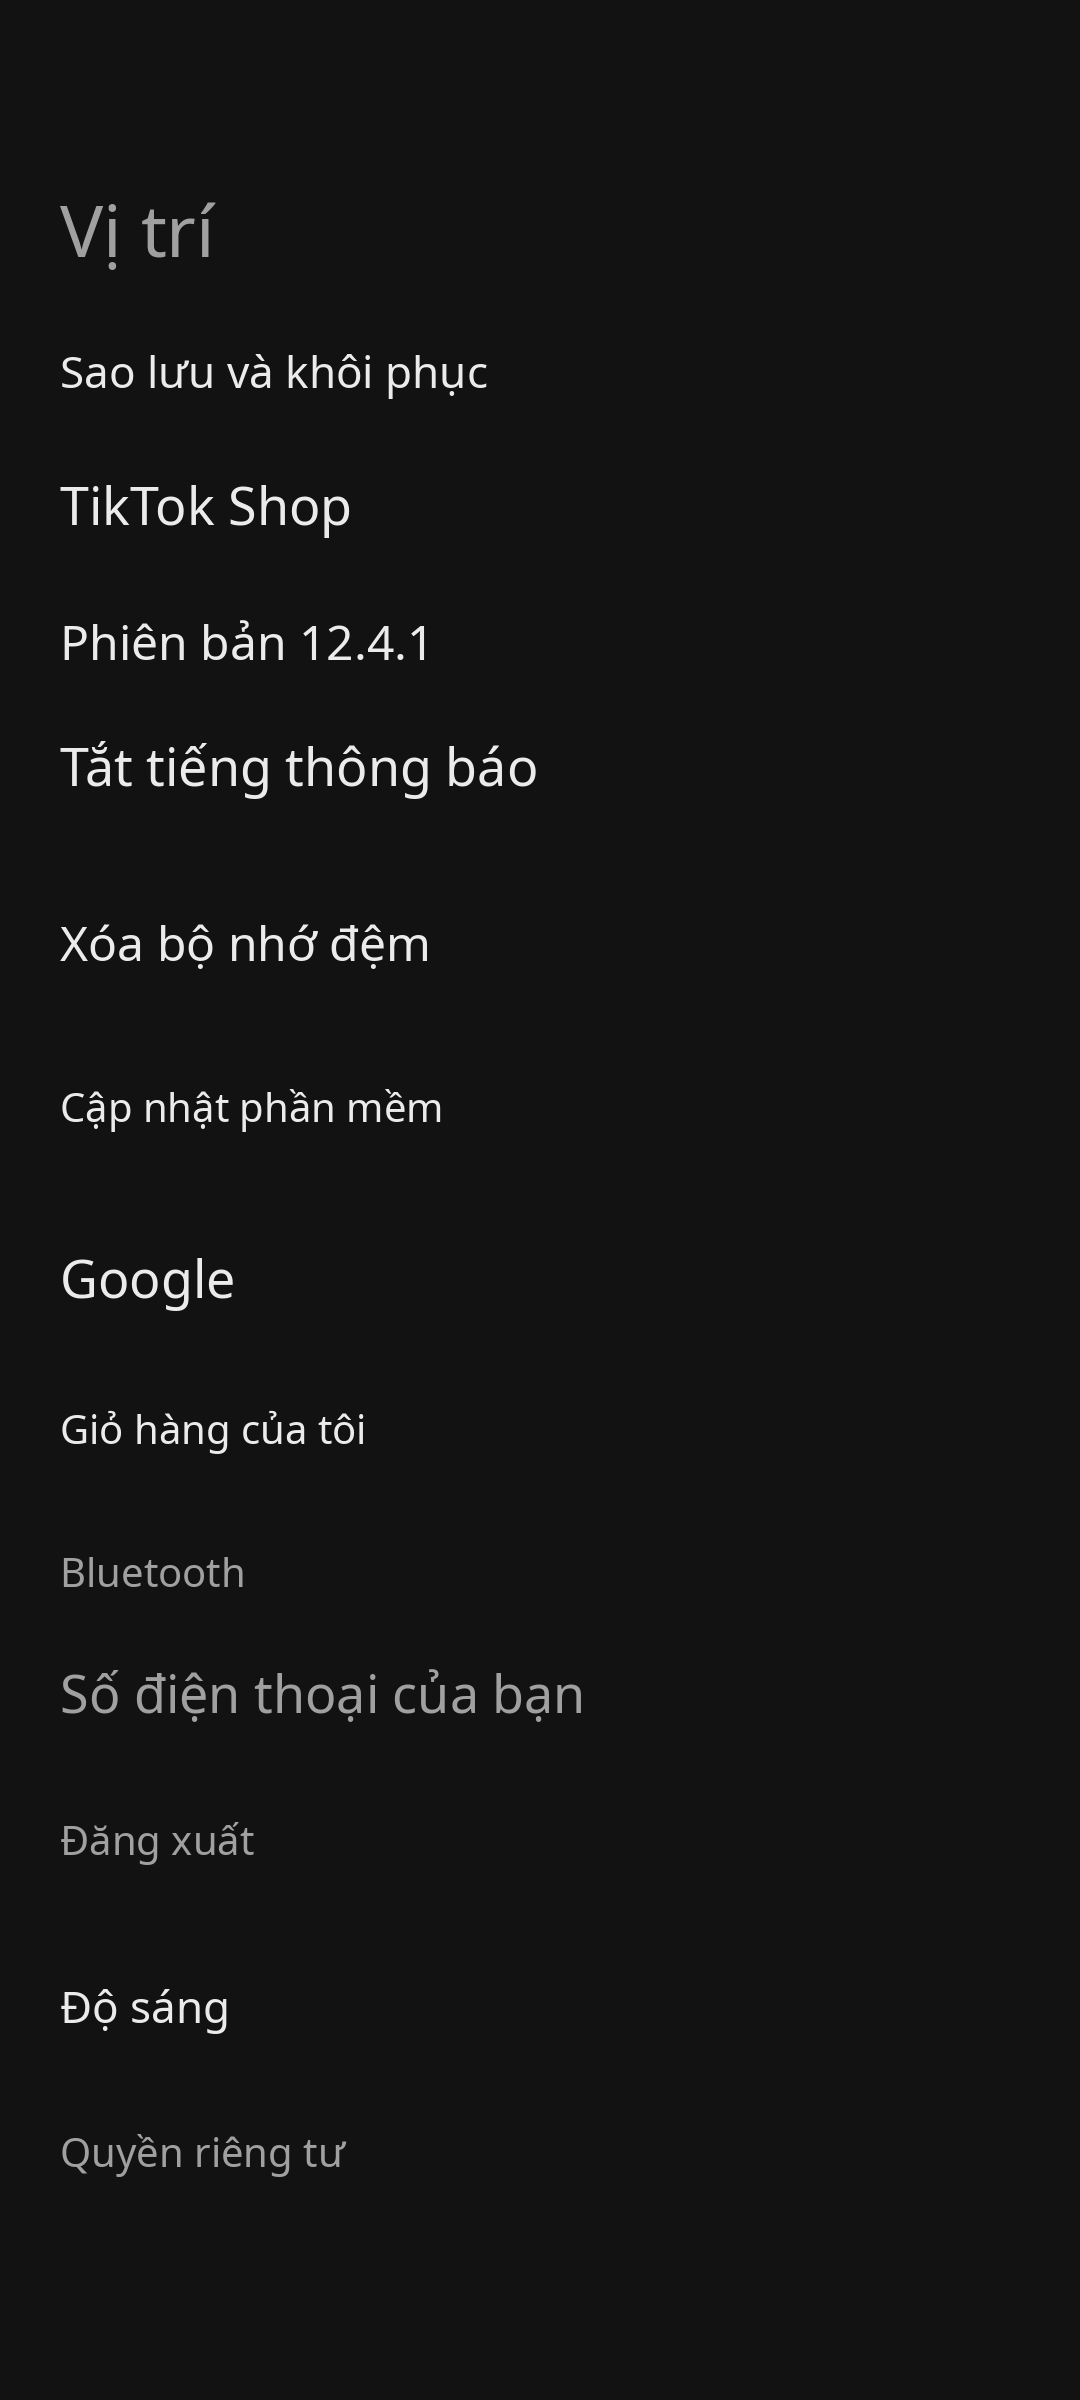 Vị trí
Sao lưu và khôi phục
TikTok Shop
Phiên bản 12.4.1
Tắt tiếng thông báo
Xóa bộ nhớ đệm
Cập nhật phần mềm
Google
Giỏ hàng của tôi
Bluetooth
Số điện thoại của bạn
Đăng xuất
Độ sáng
Quyền riêng tư